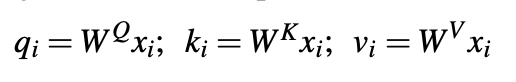 qᵢ = W^Q xᵢ; kᵢ = W^K xᵢ; vᵢ = W^V xᵢ